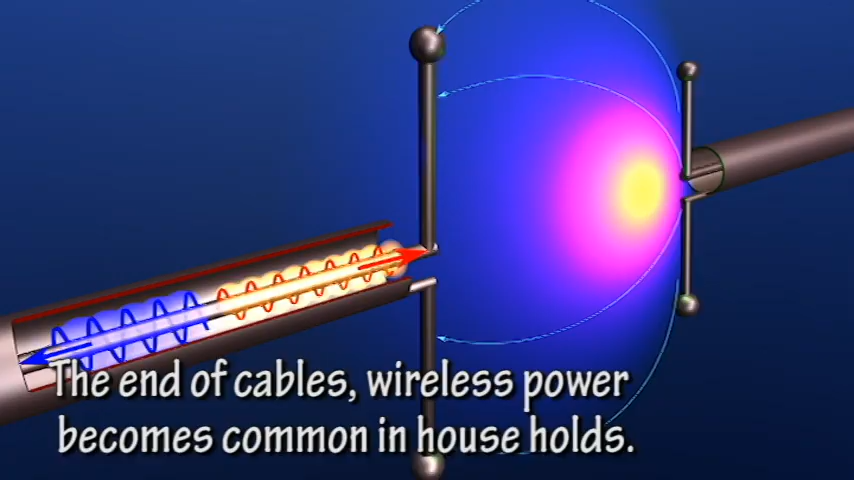 The end of cables, wireless power
becomes common in house holds.